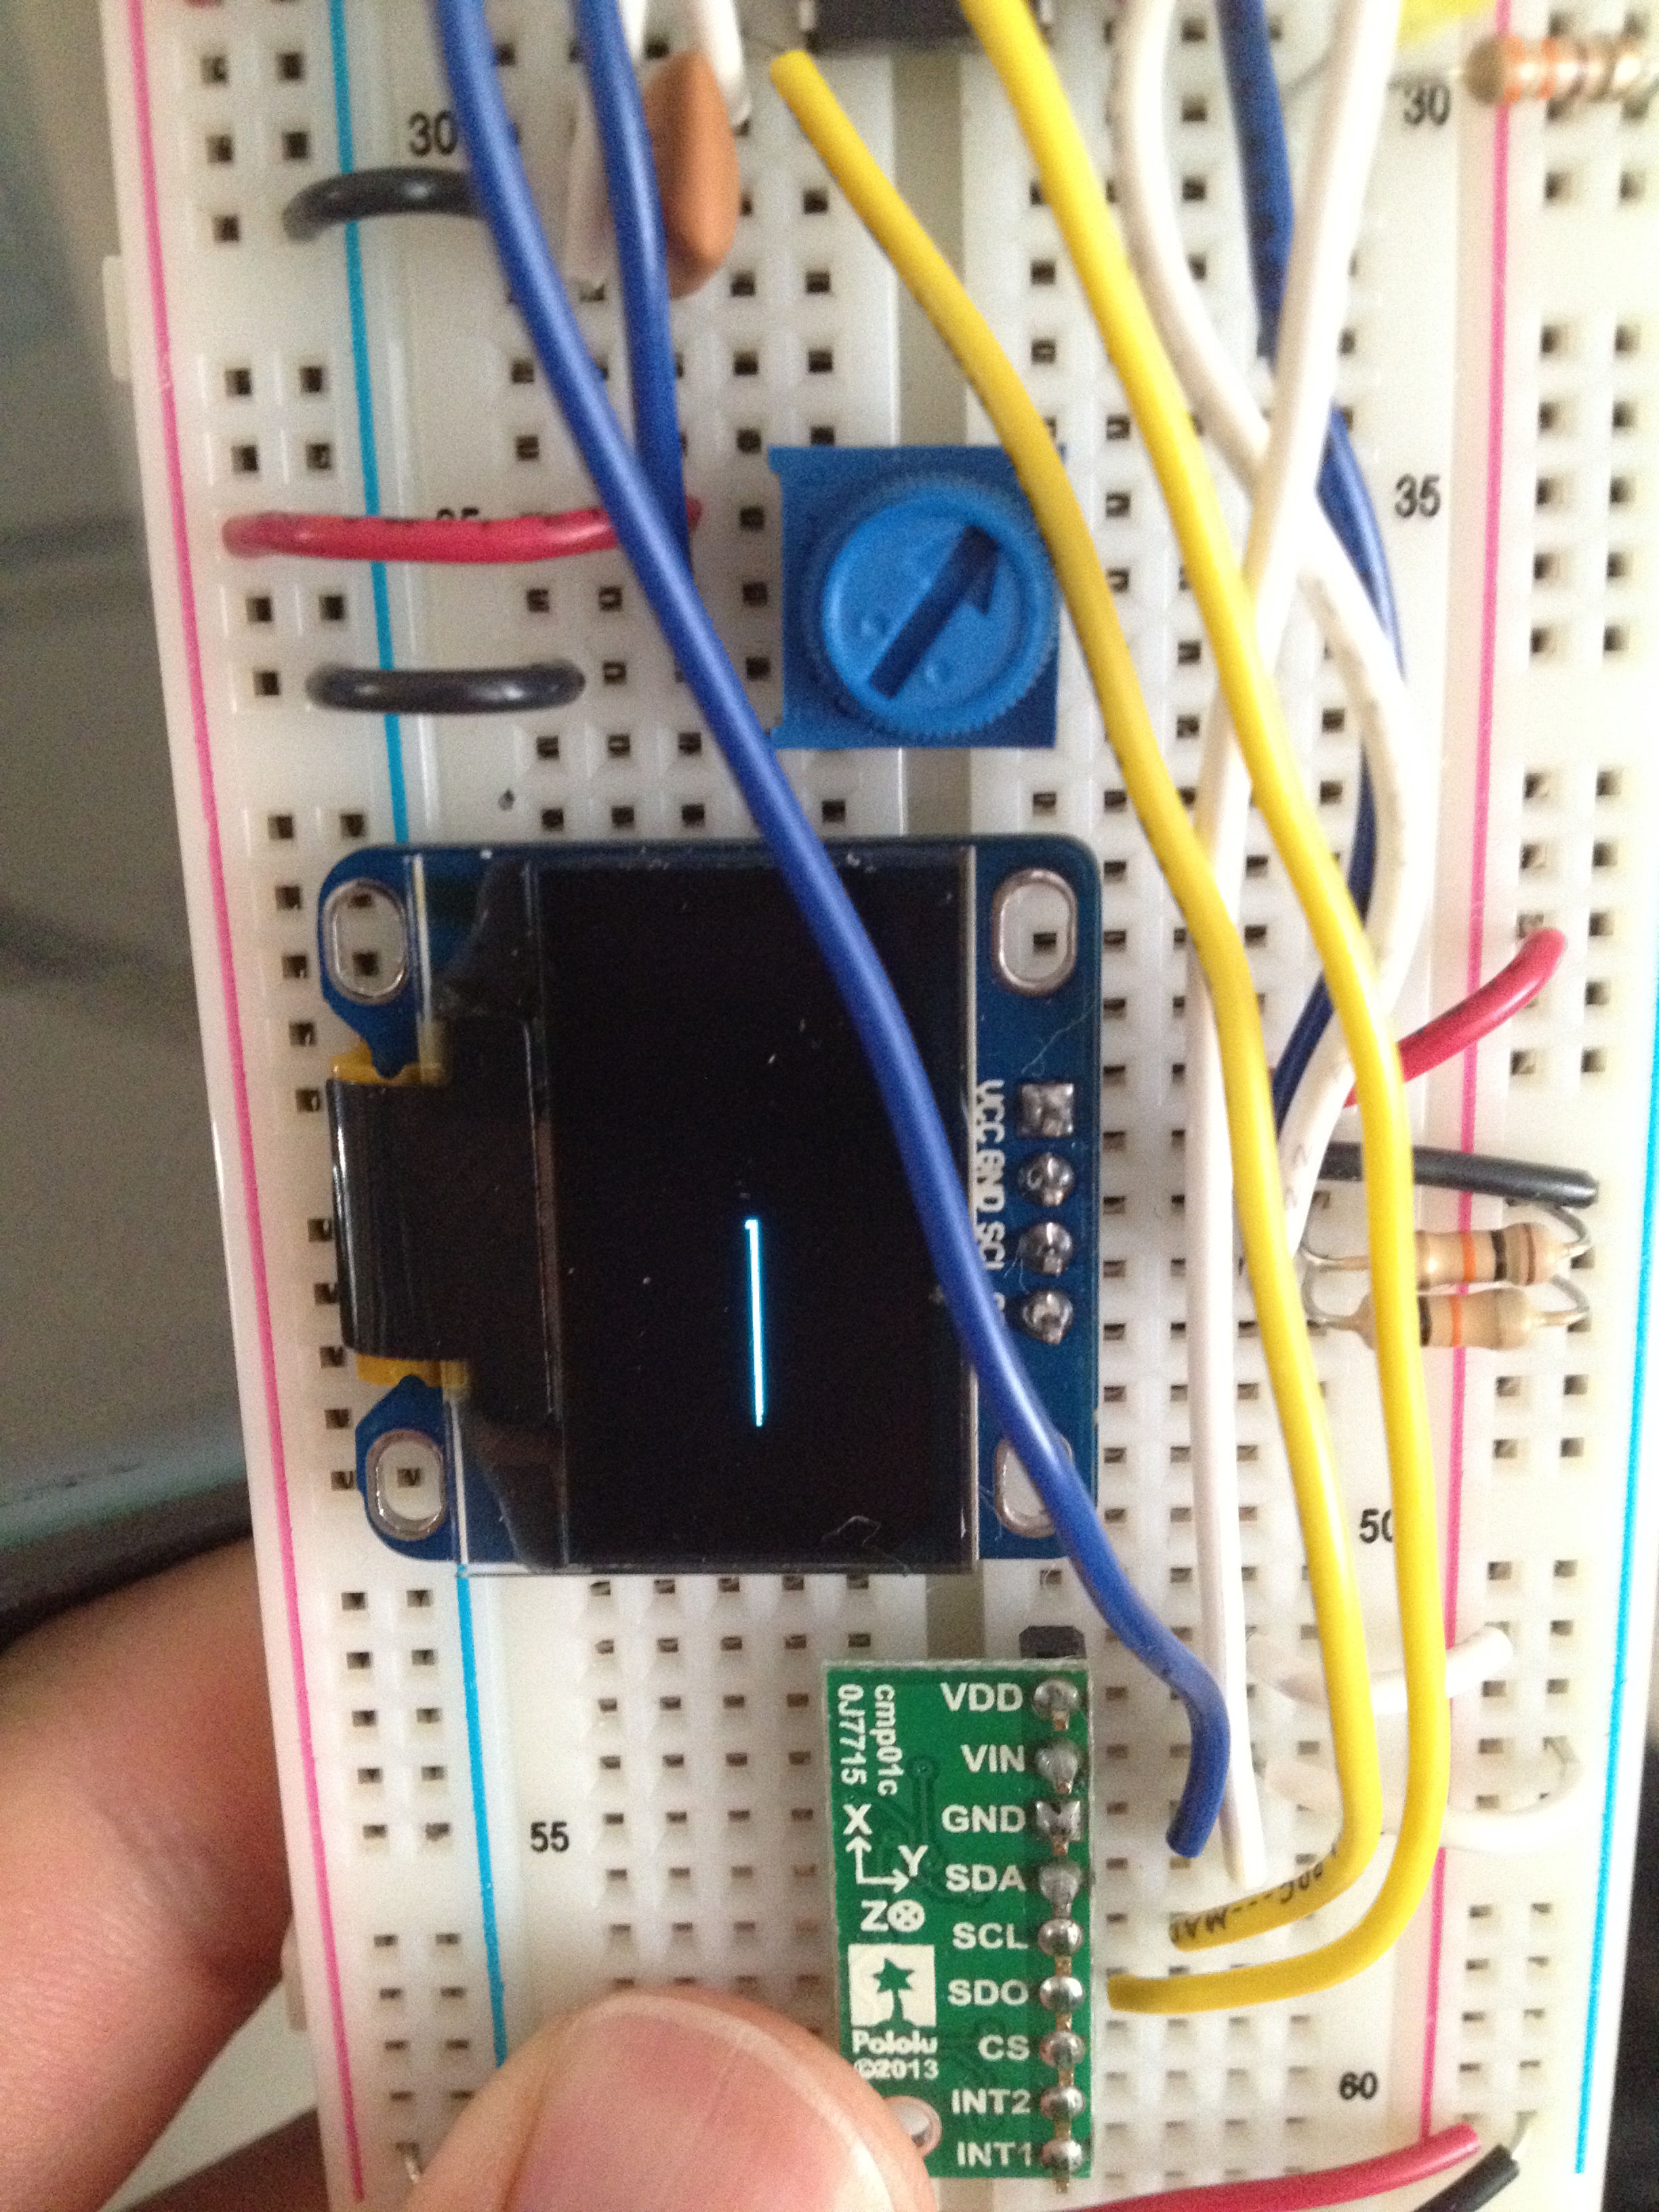 30
30
35
35
VCC GND SCL
50
VDD
VIN
GND
SDA
SCL
SDO
CS
INT2
INT1
cmp01c
0J7715
X
Y
Z
Pololu
©2013
55
60